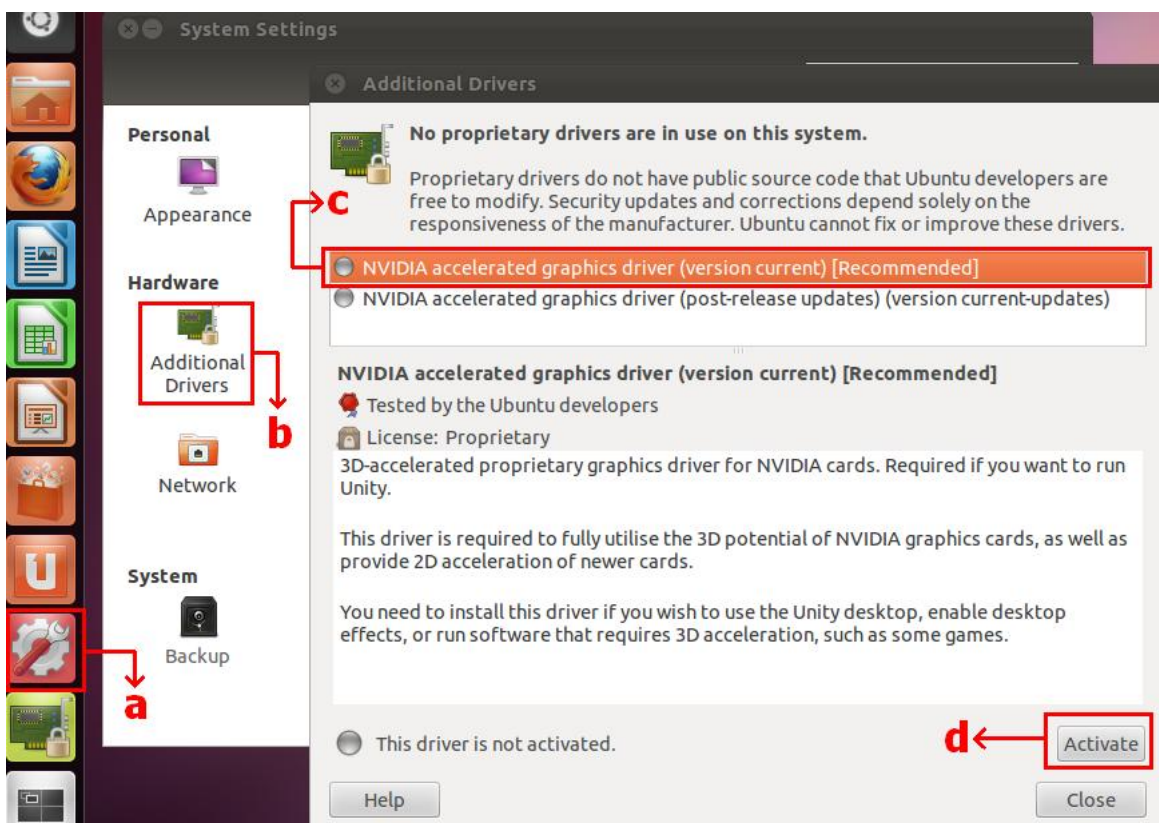 System Settings
Additional Drivers
Personal
Appearance
Hardware
Additional
Drivers
b
Network
System
Backup
a
No proprietary drivers are in use on this system.
Proprietary drivers do not have public source code that Ubuntu developers are
free to modify. Security updates and corrections depend solely on the
responsiveness of the manufacturer. Ubuntu cannot fix or improve these drivers.
c
NVIDIA accelerated graphics driver (version current) [Recommended]
NVIDIA accelerated graphics driver (post-release updates) (version current-updates)
NVIDIA accelerated graphics driver (version current) [Recommended]
Tested by the Ubuntu developers
License: Proprietary
3D-accelerated proprietary graphics driver for NVIDIA cards. Required if you want to run
Unity.
This driver is required to fully utilise the 3D potential of NVIDIA graphics cards, as well as
provide 2D acceleration of newer cards.
You need to install this driver if you wish to use the Unity desktop, enable desktop
effects, or run software that requires 3D acceleration, such as some games.
This driver is not activated.
d
Activate
Help
Close